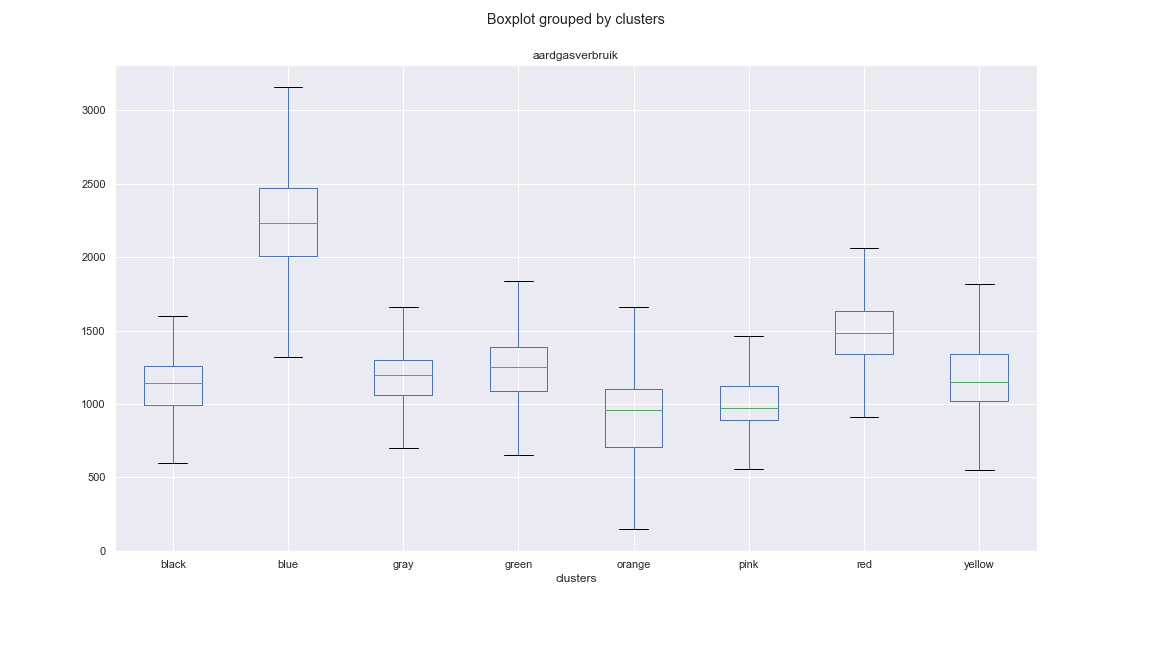 Boxplot grouped by clusters
aardgasverbruik
3000
2500
2000
1500
1000
500
0
black blue gray green orange pink red yellow
clusters